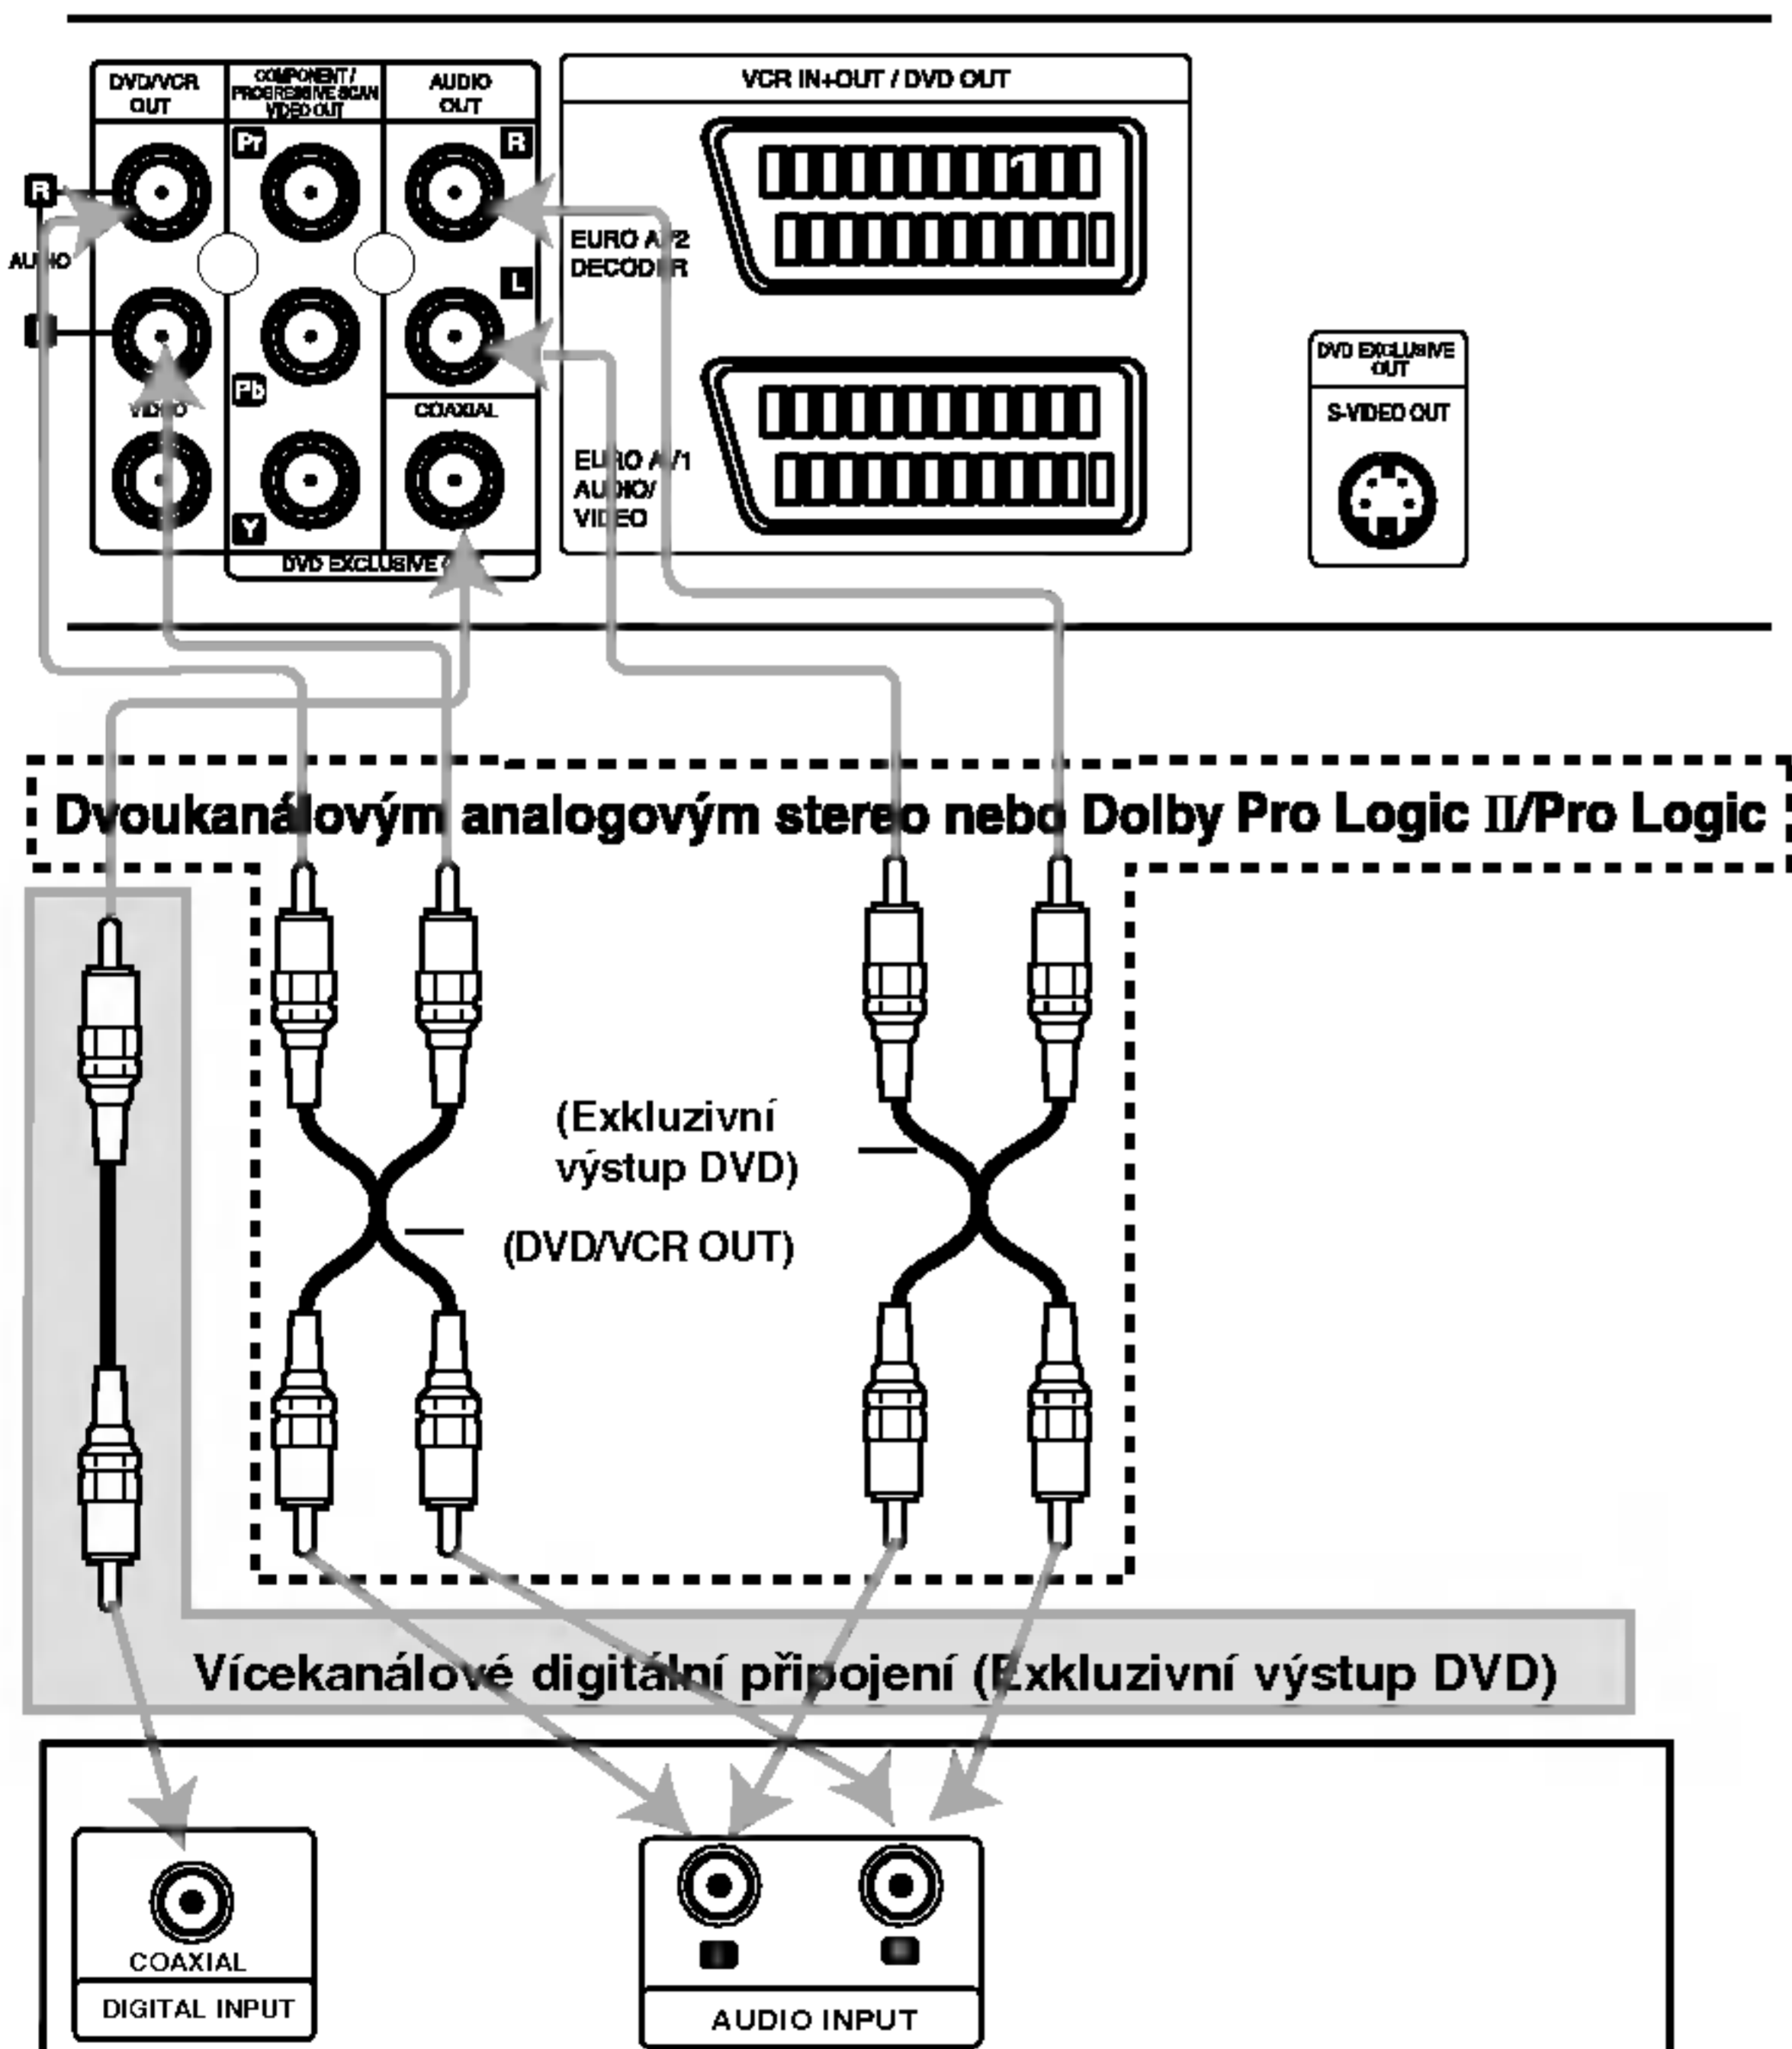 DVD/VCR
OUT
COMPONENT /
PROGRESSIVE SCAN
VIDEO OUT
AUDIO
OUT
VCR IN+OUT / DVD OUT
Pr
R
R
1
AUDIO
EURO AV2
DECODER
L
Pb
VIDEO
COAXIAL
DVD EXCLUSIVE
OUT
S-VIDEO OUT
EURO AV1
AUDIO/
VIDEO
Y
DVD EXCLUSIVE
Dvoukanálovým analogovým stereo nebo Dolby Pro Logic II/Pro Logic
(Exkluzivní
výstup DVD)
(DVD/VCR OUT)
Vícekanálové digitální připojení (Exkluzivní výstup DVD)
COAXIAL
DIGITAL INPUT
AUDIO INPUT